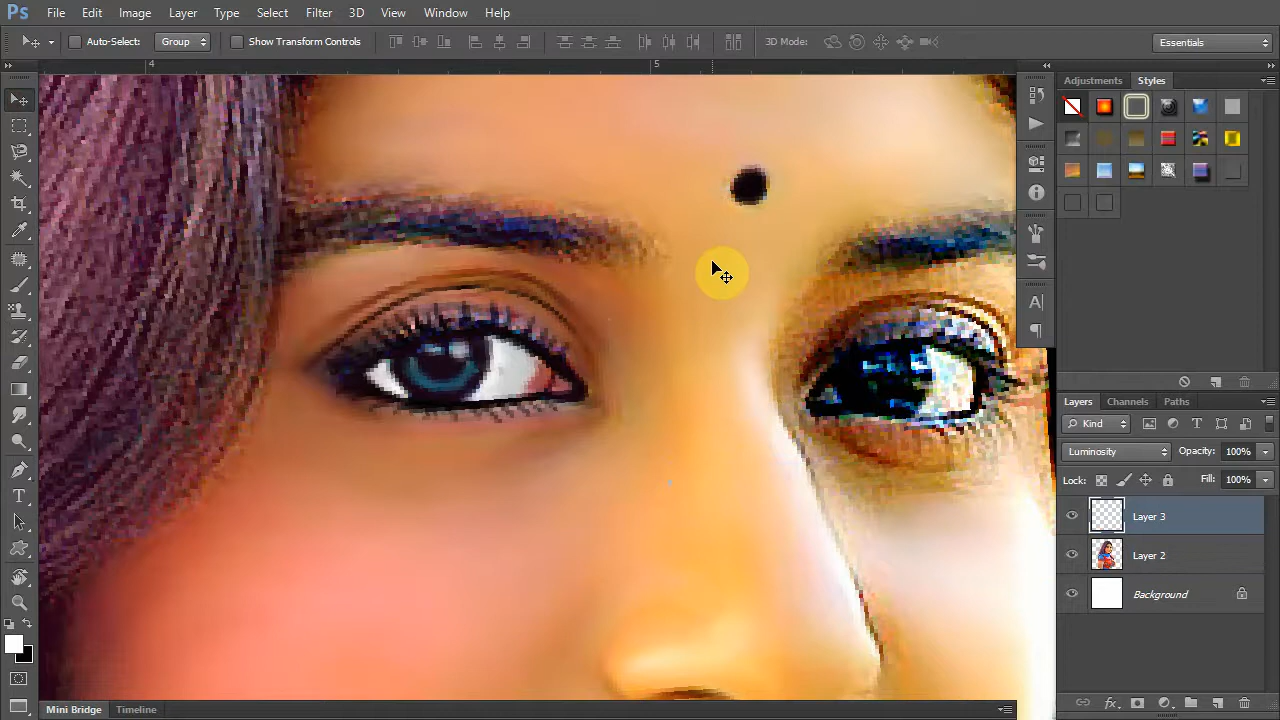 Ps File Edit Image Layer Type Select Filter 3D View Window Help
Auto-Select: Group Show Transform Controls 3D Mode: Essentials
4 5
Adjustments Styles
Layers Channels Paths
Kind
Luminosity Opacity: 100%
Lock: Fill: 100%
Layer 3
Layer 2
Background
Mini Bridge Timeline